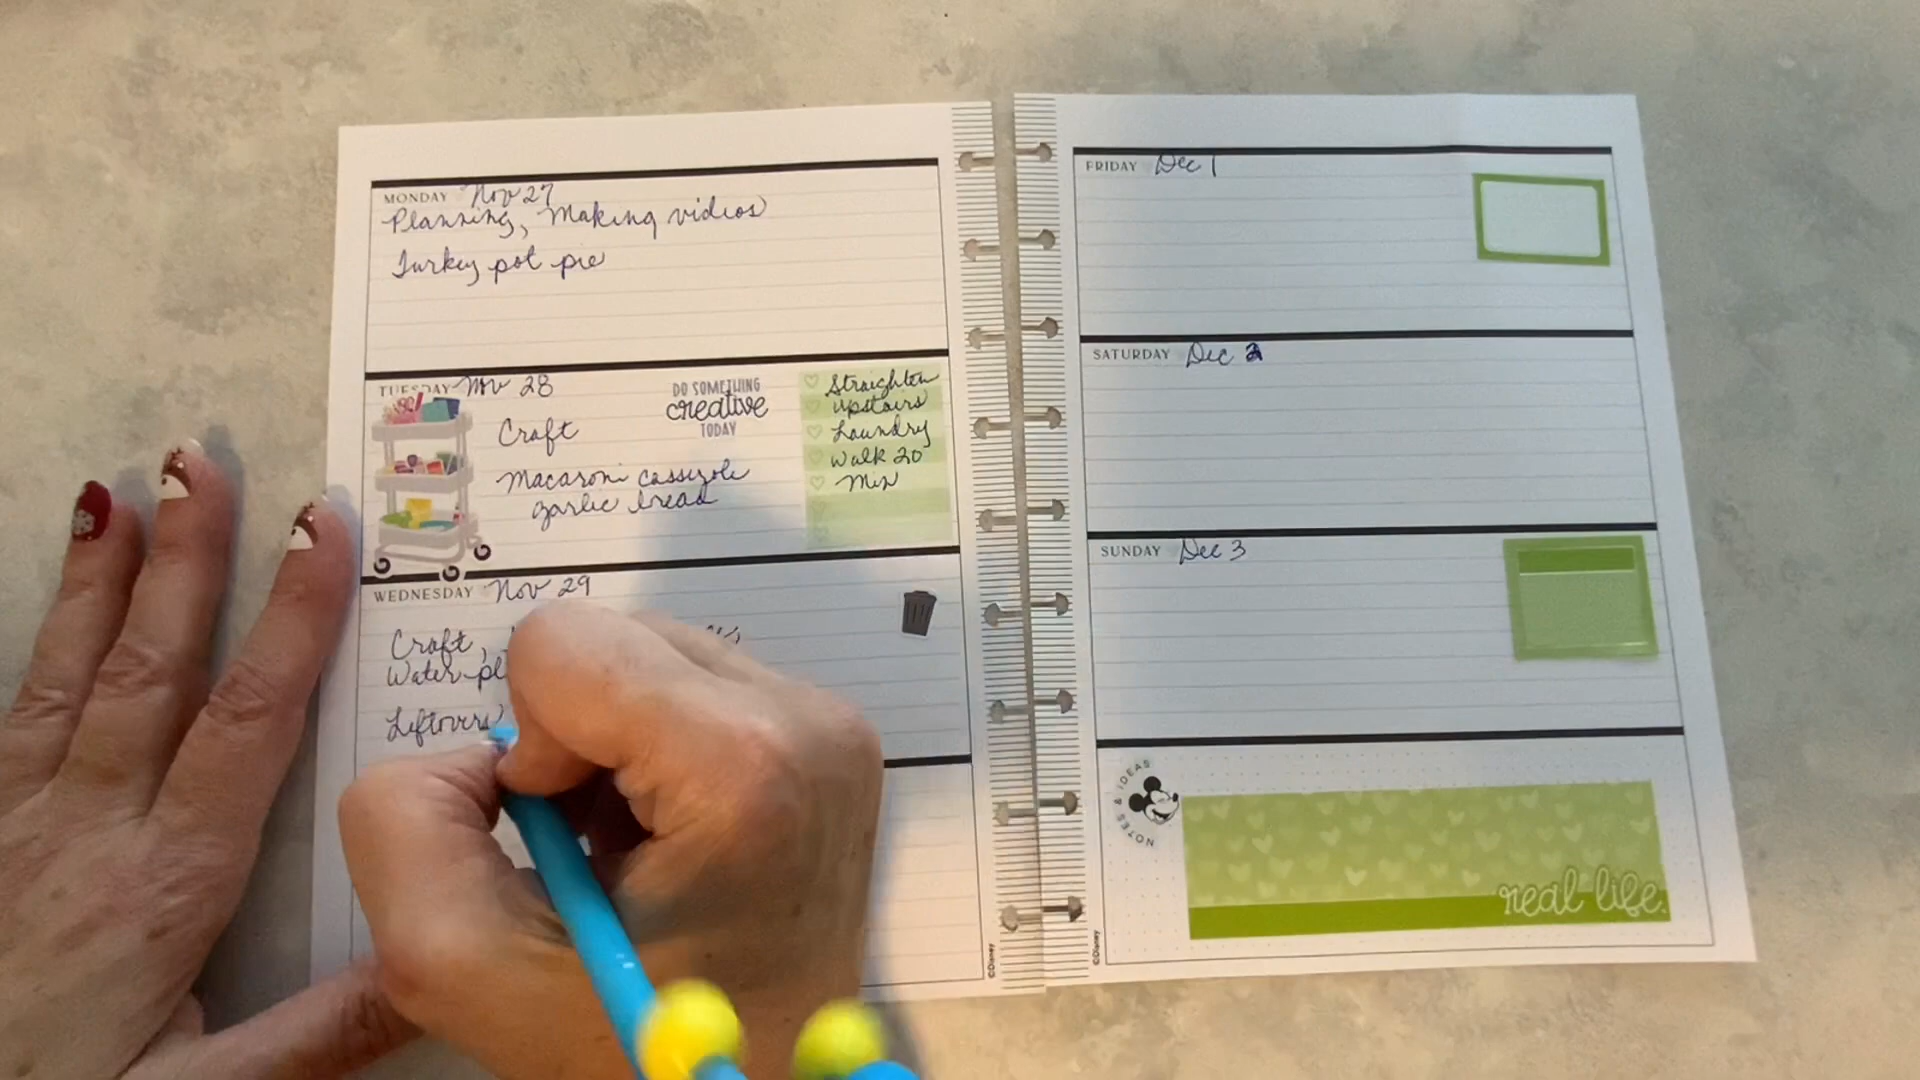 MONDAY Nov 27
Planning, Making videos
Turkey pot pie
TUESDAY Nov 28
Craft
Macaroni casserole
garlic bread
DO SOMETHING
creative
TODAY
Straighten
upstairs
Laundry
Walk 20
Min
WEDNESDAY Nov 29
Craft,
Water
Leftovers
©Disney
FRIDAY Dec 1
SATURDAY Dec 2
SUNDAY Dec 3
NOTES & IDEAS
real life.
©Disney